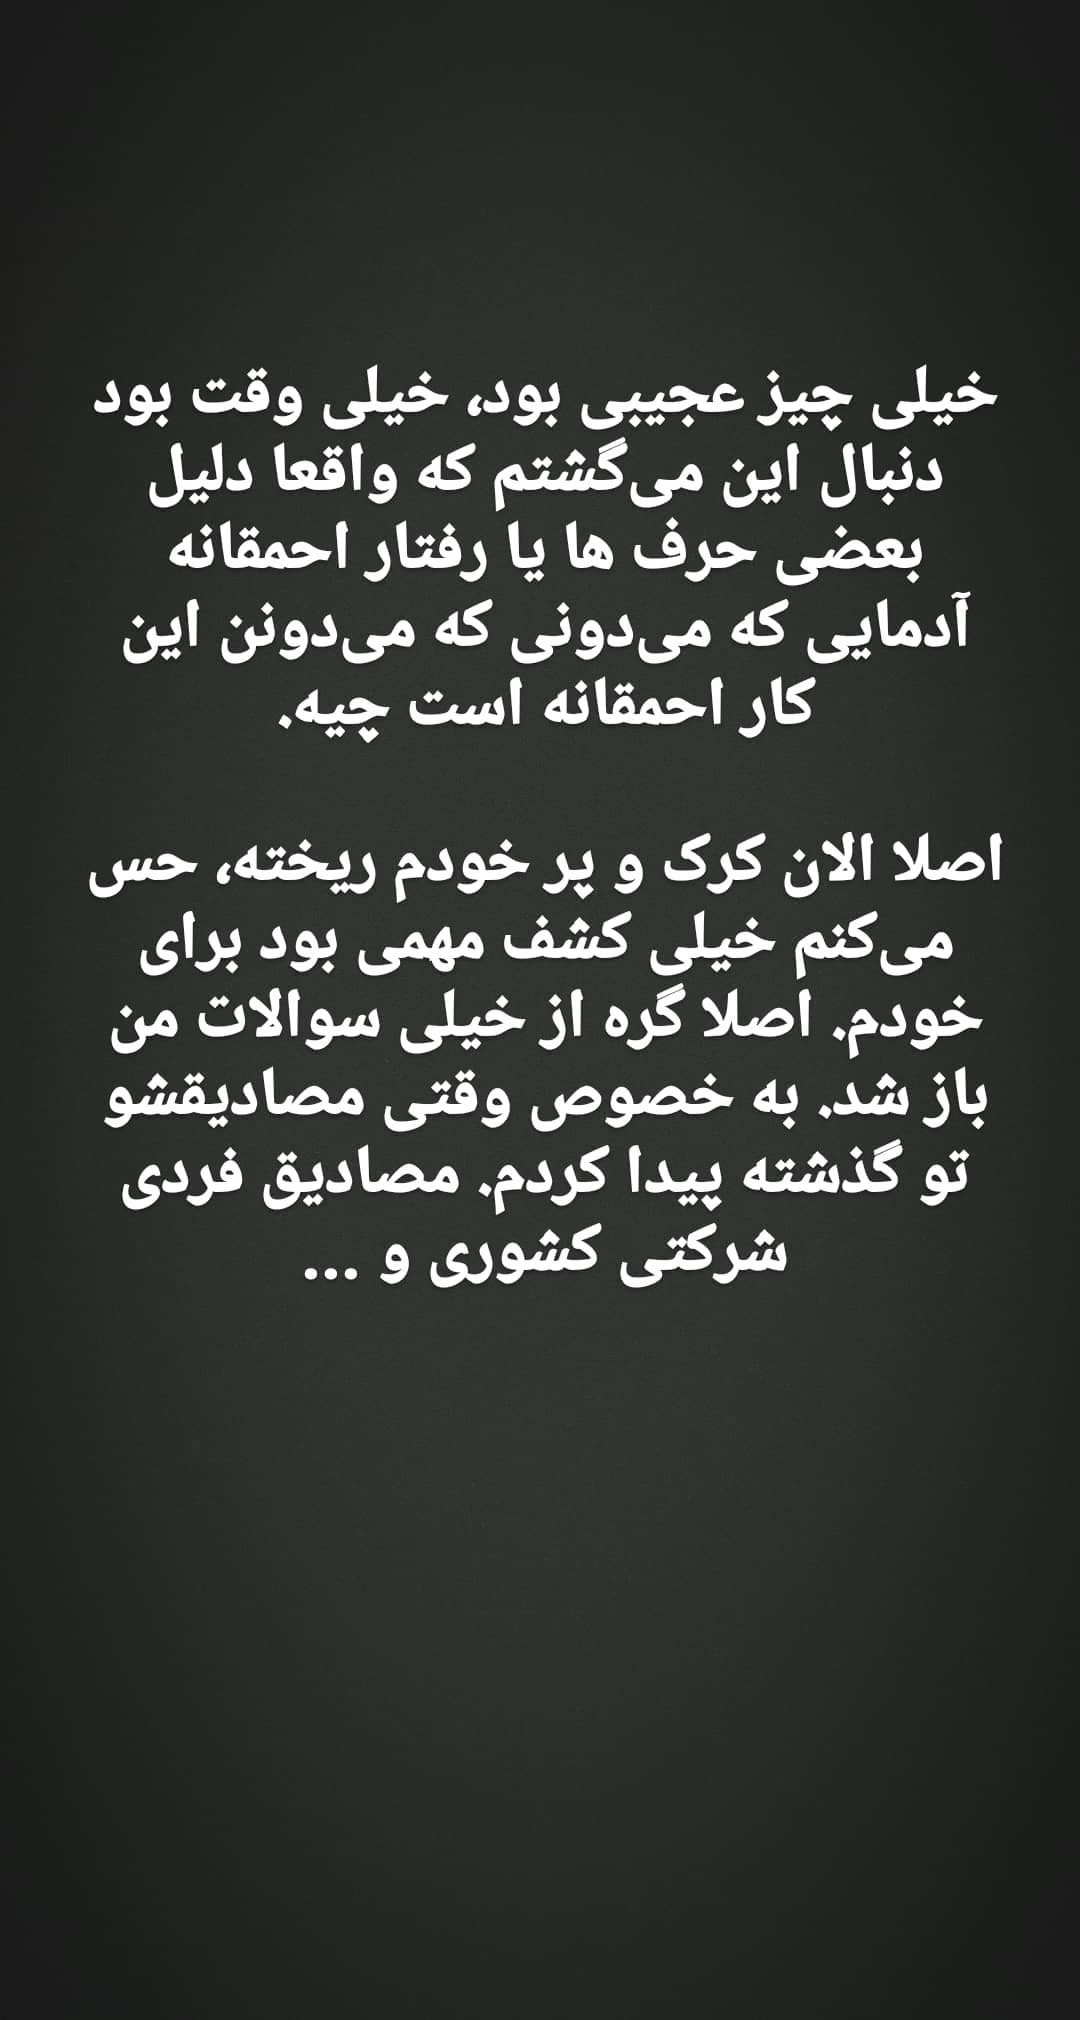 خیلی چیز عجیبی بود، خیلی وقت بود
دنبال این می‌گشتم که واقعا دلیل
بعضی حرف ها یا رفتار احمقانه
آدمایی که می‌دونی که می‌دونن این
کار احمقانه است چیه.
اصلا الان کرک و پر خودم ریخته، حس
می‌کنم خیلی کشف مهمی بود برای
خودم. اصلا گره از خیلی سوالات من
باز شد. به خصوص وقتی مصادیقشو
تو گذشته پیدا کردم. مصادیق فردی
شرکتی کشوری و ...